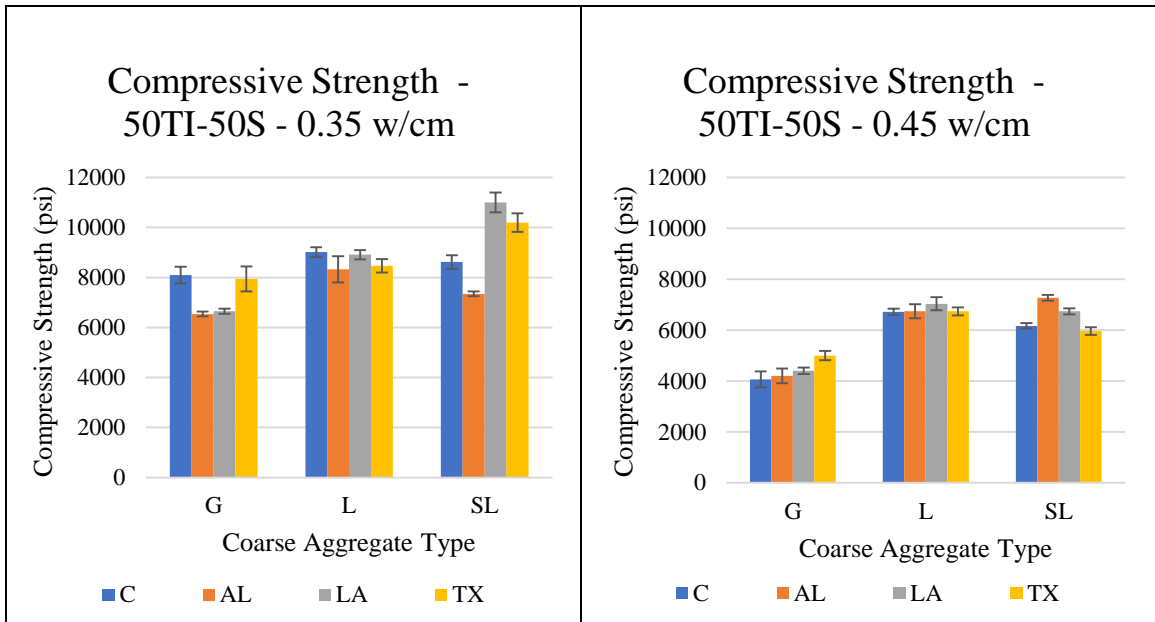 Compressive Strength -
50TI-50S - 0.35 w/cm
Compressive Strength (psi)
12000
10000
8000
6000
4000
2000
0
G L SL
Coarse Aggregate Type
C AL LA TX
Compressive Strength -
50TI-50S - 0.45 w/cm
Compressive Strength (psi)
12000
10000
8000
6000
4000
2000
0
G L SL
Coarse Aggregate Type
C AL LA TX